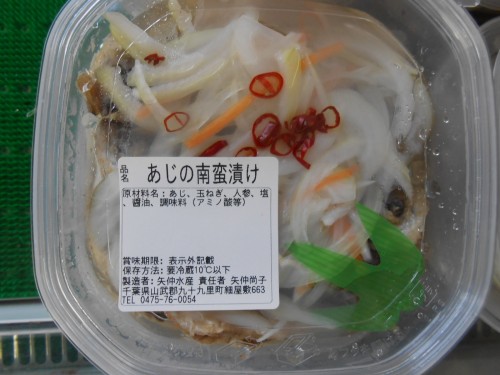 品名 あじの南蛮漬け
原材料名：あじ、玉ねぎ、人参、塩
、醤油、調味料（アミノ酸等）
賞味期限：表示外記載
保存方法：要冷蔵10℃以下
製造者：矢仲水産 責任者 矢仲尚子
千葉県山武郡九十九里町細屋敷663
TEL 0475-76-0054